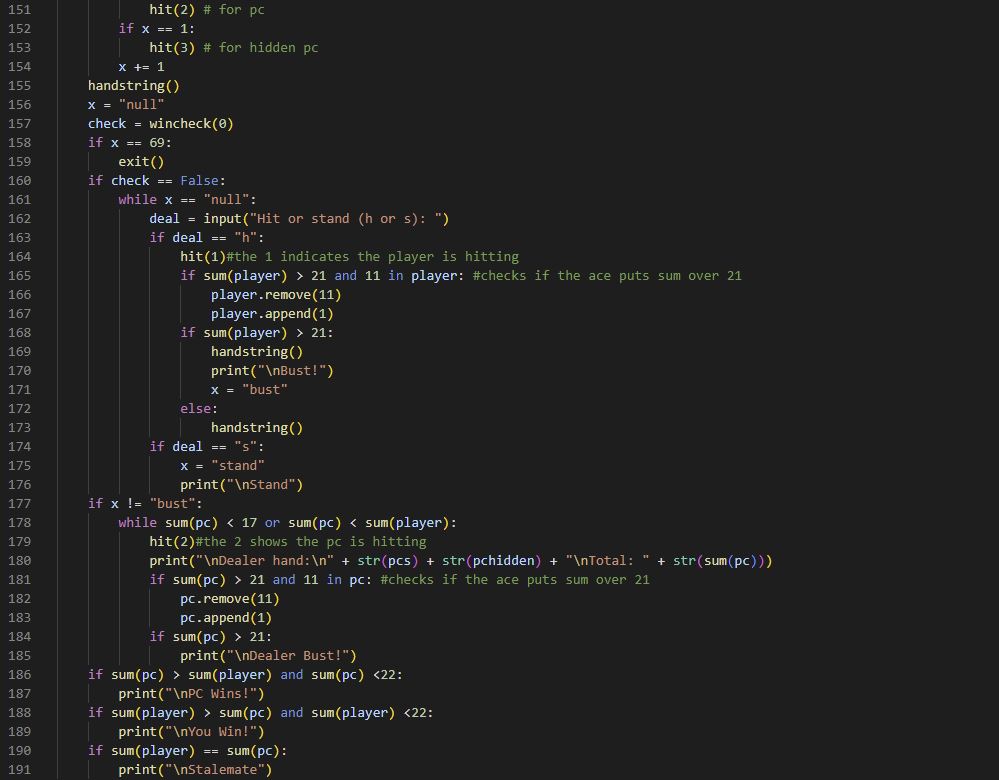 151 hit(2) # for pc
152 if x == 1:
153 hit(3) # for hidden pc
154 x += 1
155 handstring()
156 x = "null"
157 check = wincheck(0)
158 if x == 69:
159 exit()
160 if check == False:
161 while x == "null":
162 deal = input("Hit or stand (h or s): ")
163 if deal == "h":
164 hit(1)#the 1 indicates the player is hitting
165 if sum(player) > 21 and 11 in player: #checks if the ace puts sum over 21
166 player.remove(11)
167 player.append(1)
168 if sum(player) > 21:
169 handstring()
170 print("\nBust!")
171 x = "bust"
172 else:
173 handstring()
174 if deal == "s":
175 x = "stand"
176 print("\nStand")
177 if x != "bust":
178 while sum(pc) < 17 or sum(pc) < sum(player):
179 hit(2)#the 2 shows the pc is hitting
180 print("\nDealer hand:\n" + str(pcs) + str(pchidden) + "\nTotal: " + str(sum(pc)))
181 if sum(pc) > 21 and 11 in pc: #checks if the ace puts sum over 21
182 pc.remove(11)
183 pc.append(1)
184 if sum(pc) > 21:
185 print("\nDealer Bust!")
186 if sum(pc) > sum(player) and sum(pc) <22:
187 print("\nPC Wins!")
188 if sum(player) > sum(pc) and sum(player) <22:
189 print("\nYou Win!")
190 if sum(player) == sum(pc):
191 print("\nStalemate")